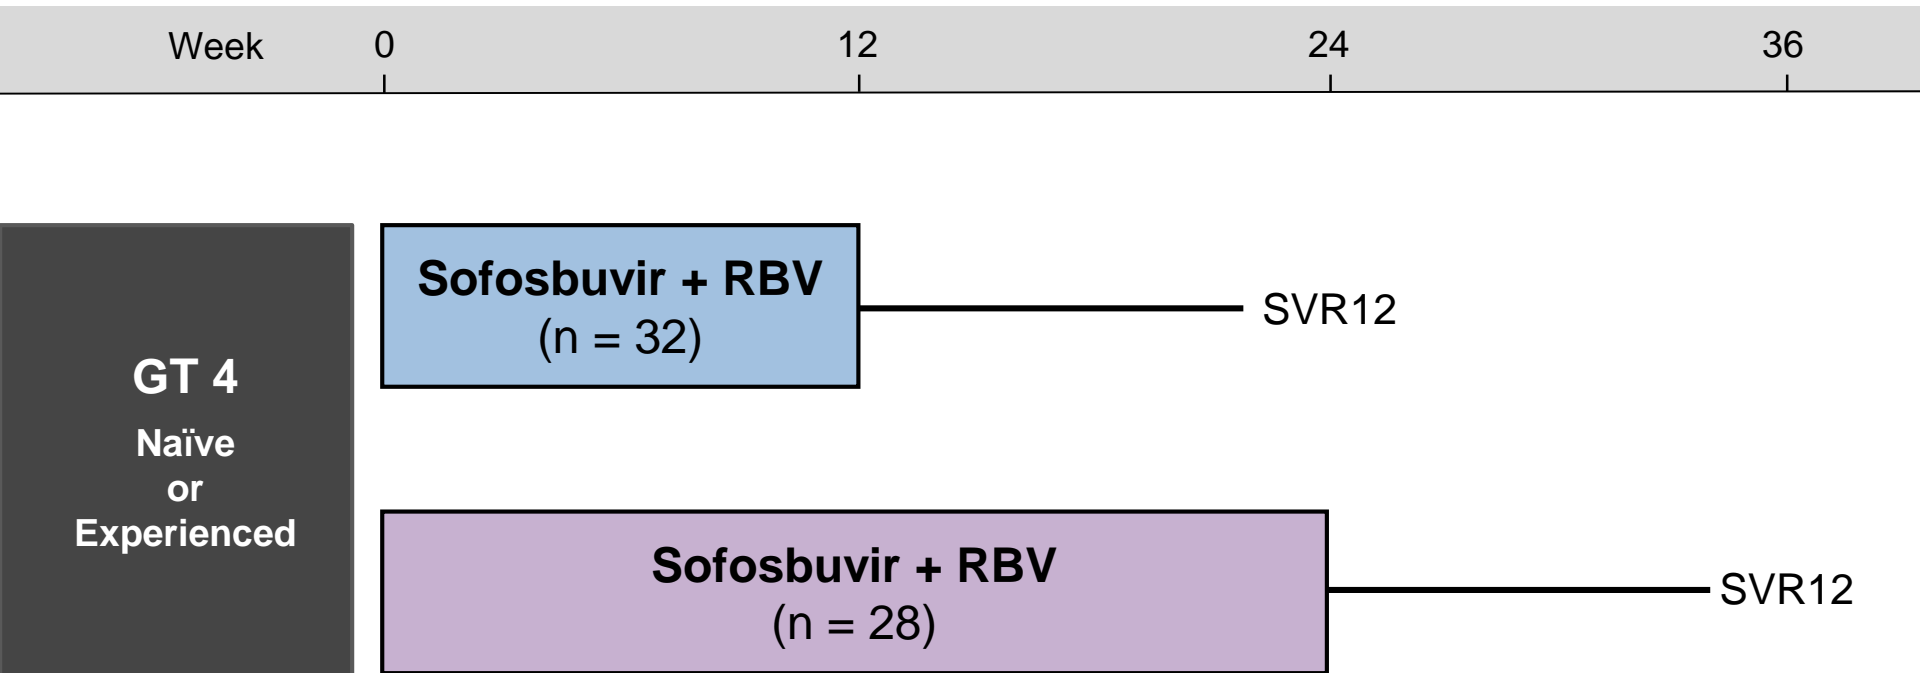 Week 0 12 24 36
Sofosbuvir + RBV
(n = 32)
SVR12
GT 4
Naïve
or
Experienced
Sofosbuvir + RBV
(n = 28)
SVR12